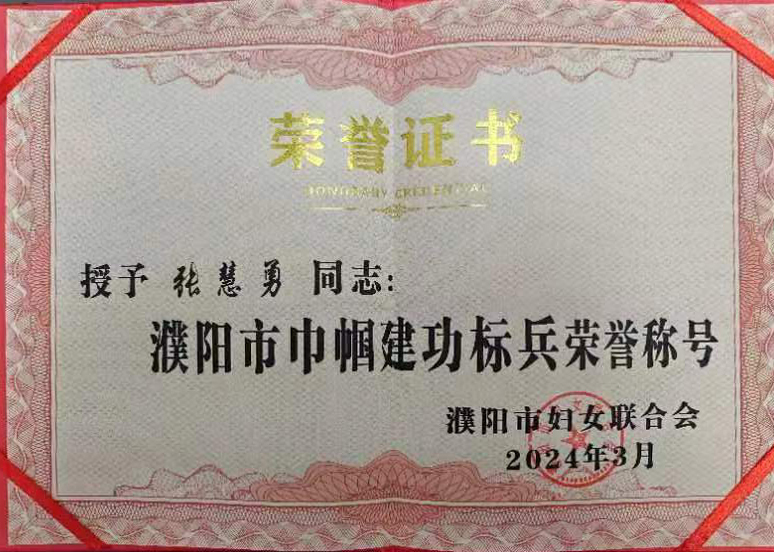 荣誉证书
HONORARY CREDENTIAL
授予 张慧勇 同志:
濮阳市巾帼建功标兵荣誉称号
濮阳市妇女联合会
2024年3月